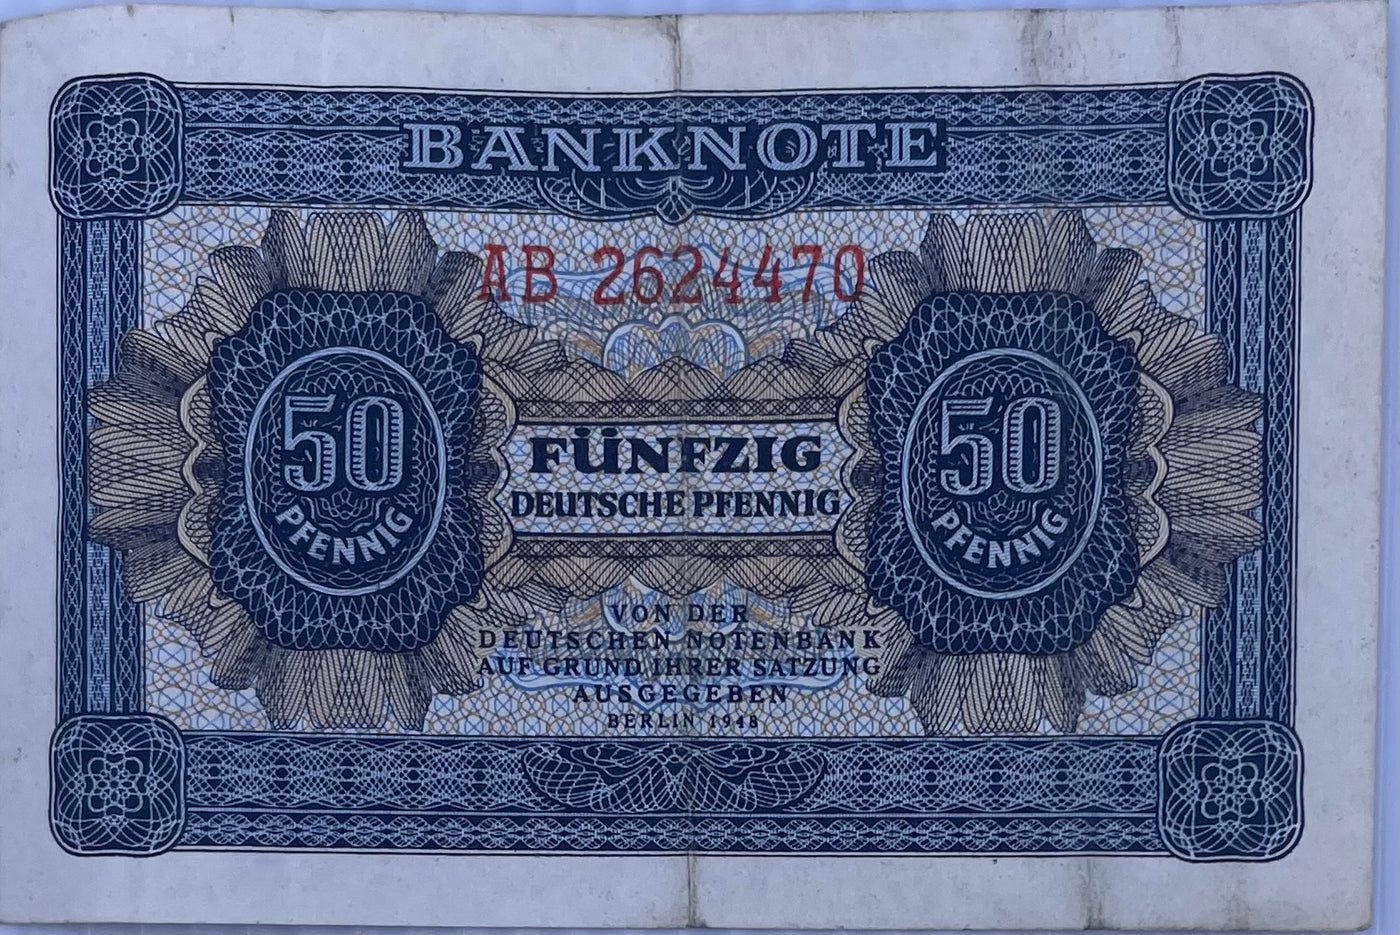 BANKNOTE
AB 2624470
50
PFENNIG
FÜNFZIG
DEUTSCHE PFENNIG
50
PFENNIG
VON DER
DEUTSCHEN NOTENBANK
AUF GRUND IHRER SATZUNG
AUSGEGEBEN
BERLIN 1948